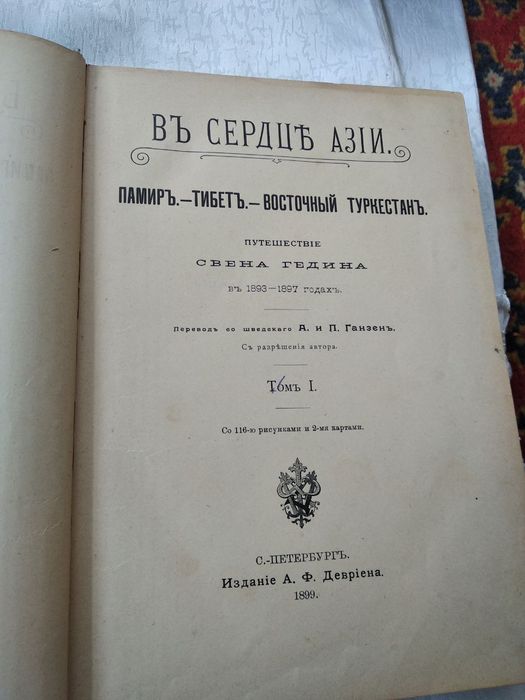 ВЪ СЕРДЦѢ АЗІИ.
ПАМИРЪ.—ТИБЕТЪ.—ВОСТОЧНЫЙ ТУРКЕСТАНЪ.
ПУТЕШЕСТВІЕ
СВЕНА ГЕДИНА
въ 1893—1897 годахъ.
Переводъ со шведскаго А. и П. Ганзенъ.
Съ разрѣшенія автора.
Томъ I.
Со 116-ю рисунками и 2-мя картами.
С.-ПЕТЕРБУРГЪ.
Изданіе А. Ф. Девріена.
1899.